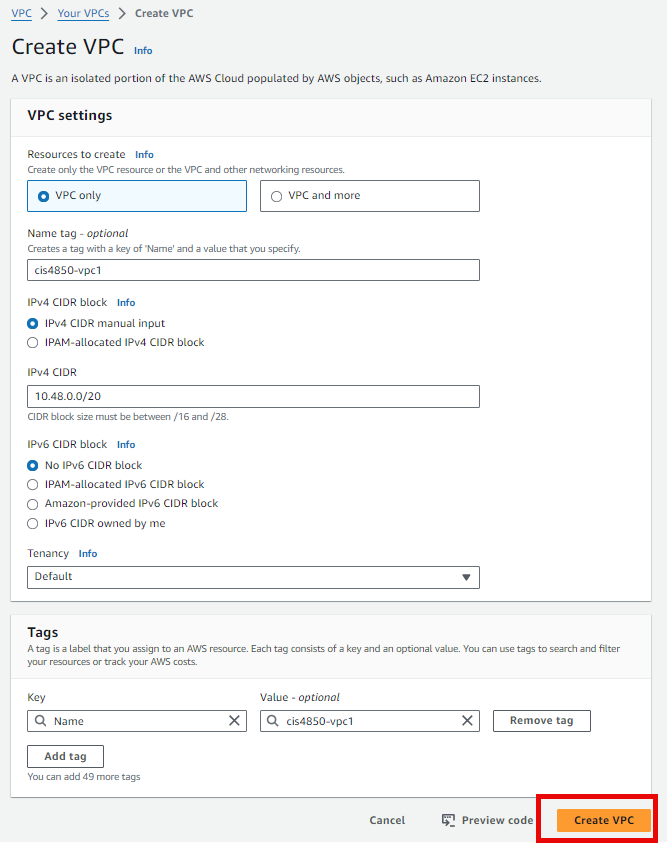 VPC > Your VPCs > Create VPC
Create VPC Info
A VPC is an isolated portion of the AWS Cloud populated by AWS objects, such as Amazon EC2 instances.
VPC settings
Resources to create Info
Create only the VPC resource or the VPC and other networking resources.
VPC only
VPC and more
Name tag - optional
Creates a tag with a key of 'Name' and a value that you specify.
cis4850-vpc1
IPv4 CIDR block Info
IPv4 CIDR manual input
IPAM-allocated IPv4 CIDR block
IPv4 CIDR
10.48.0.0/20
CIDR block size must be between /16 and /28.
IPv6 CIDR block Info
No IPv6 CIDR block
IPAM-allocated IPv6 CIDR block
Amazon-provided IPv6 CIDR block
IPv6 CIDR owned by me
Tenancy Info
Default
Tags
A tag is a label that you assign to an AWS resource. Each tag consists of a key and an optional value. You can use tags to search and filter
your resources or track your AWS costs.
Key
Value - optional
Name
cis4850-vpc1
Remove tag
Add tag
You can add 49 more tags
Cancel
Preview code
Create VPC